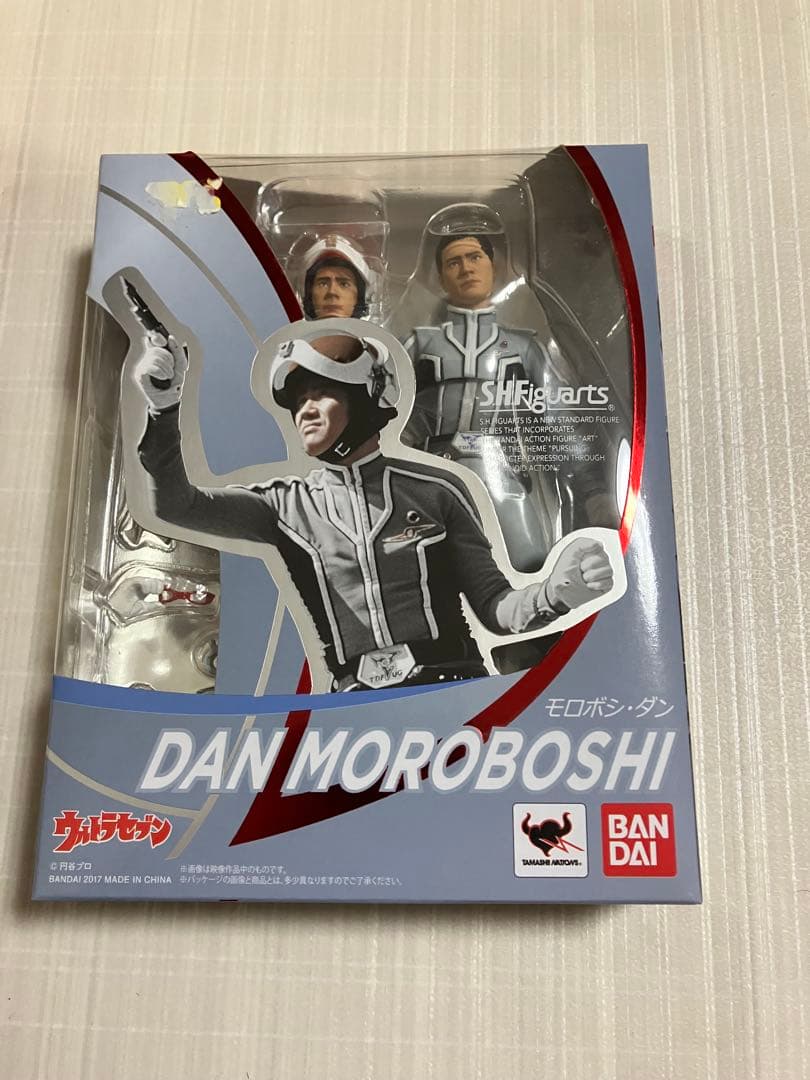 S.H.Figuarts®
S.H.FIGUARTS IS A NEW STANDARD FIGURE
SERIES THAT INCORPORATES
BANDAI ACTION FIGURE "ART"
THE THEME "PURSUING
EXPRESSION THROUGH
ACTION
TDF UG
TDF UG
モロボシ・ダン
DAN MOROBOSHI
ウルトラセブン
TAMASHII NATIONS®
BAN
DAI
© 円谷プロ
BANDAI 2017 MADE IN CHINA
※画像は映像作品中のものです。
※パッケージの画像と商品とは、多少異なりますのでご了承ください。